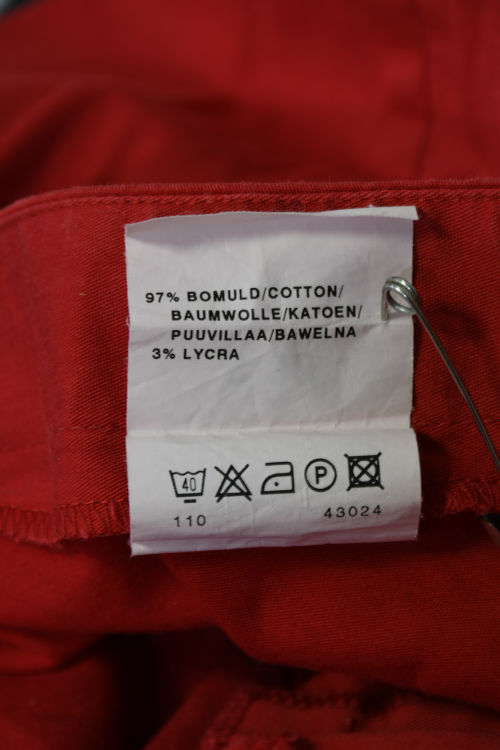 97% BOMULD/COTTON/
BAUMWOLLE/KATOEN/
PUUVILLAA/BAWELNA
3% LYCRA
40 P
110 43024